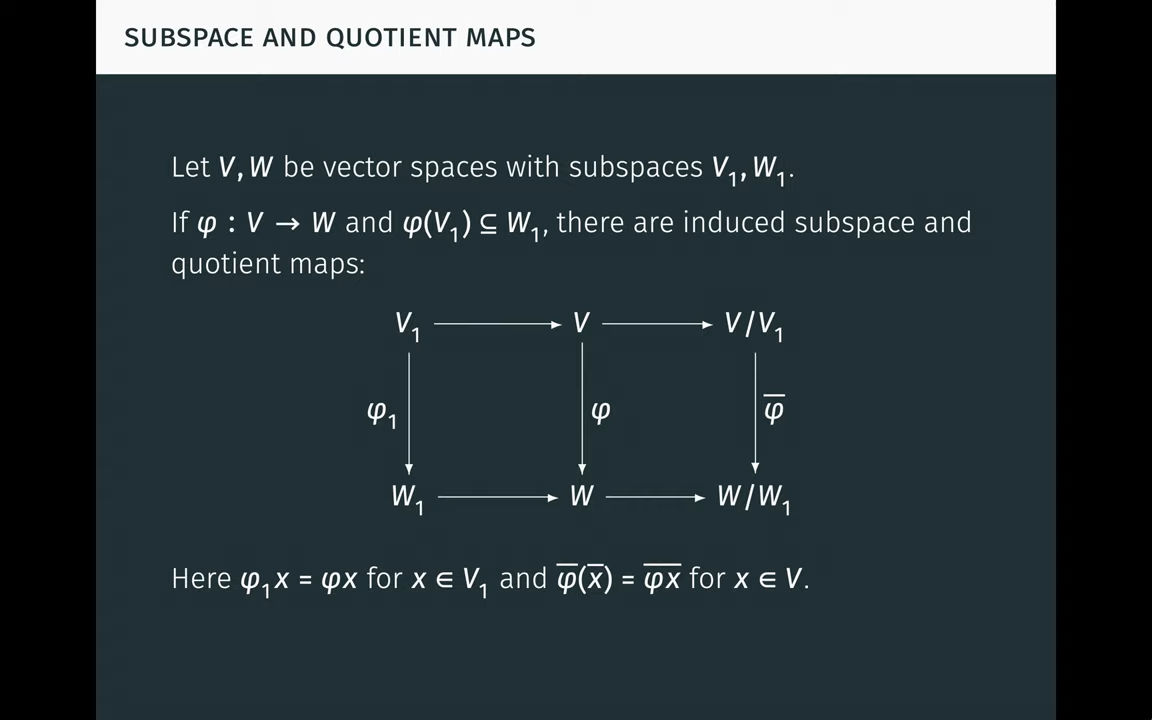 SUBSPACE AND QUOTIENT MAPS
Let V, W be vector spaces with subspaces V₁, W₁.
If φ : V → W and φ(V₁) ⊆ W₁, there are induced subspace and
quotient maps:
V₁ V V/V₁
φ₁ φ φ̅
W₁ W W/W₁
Here φ₁x = φx for x ∈ V₁ and φ̅(x̅) = φ̅x̅ for x ∈ V.